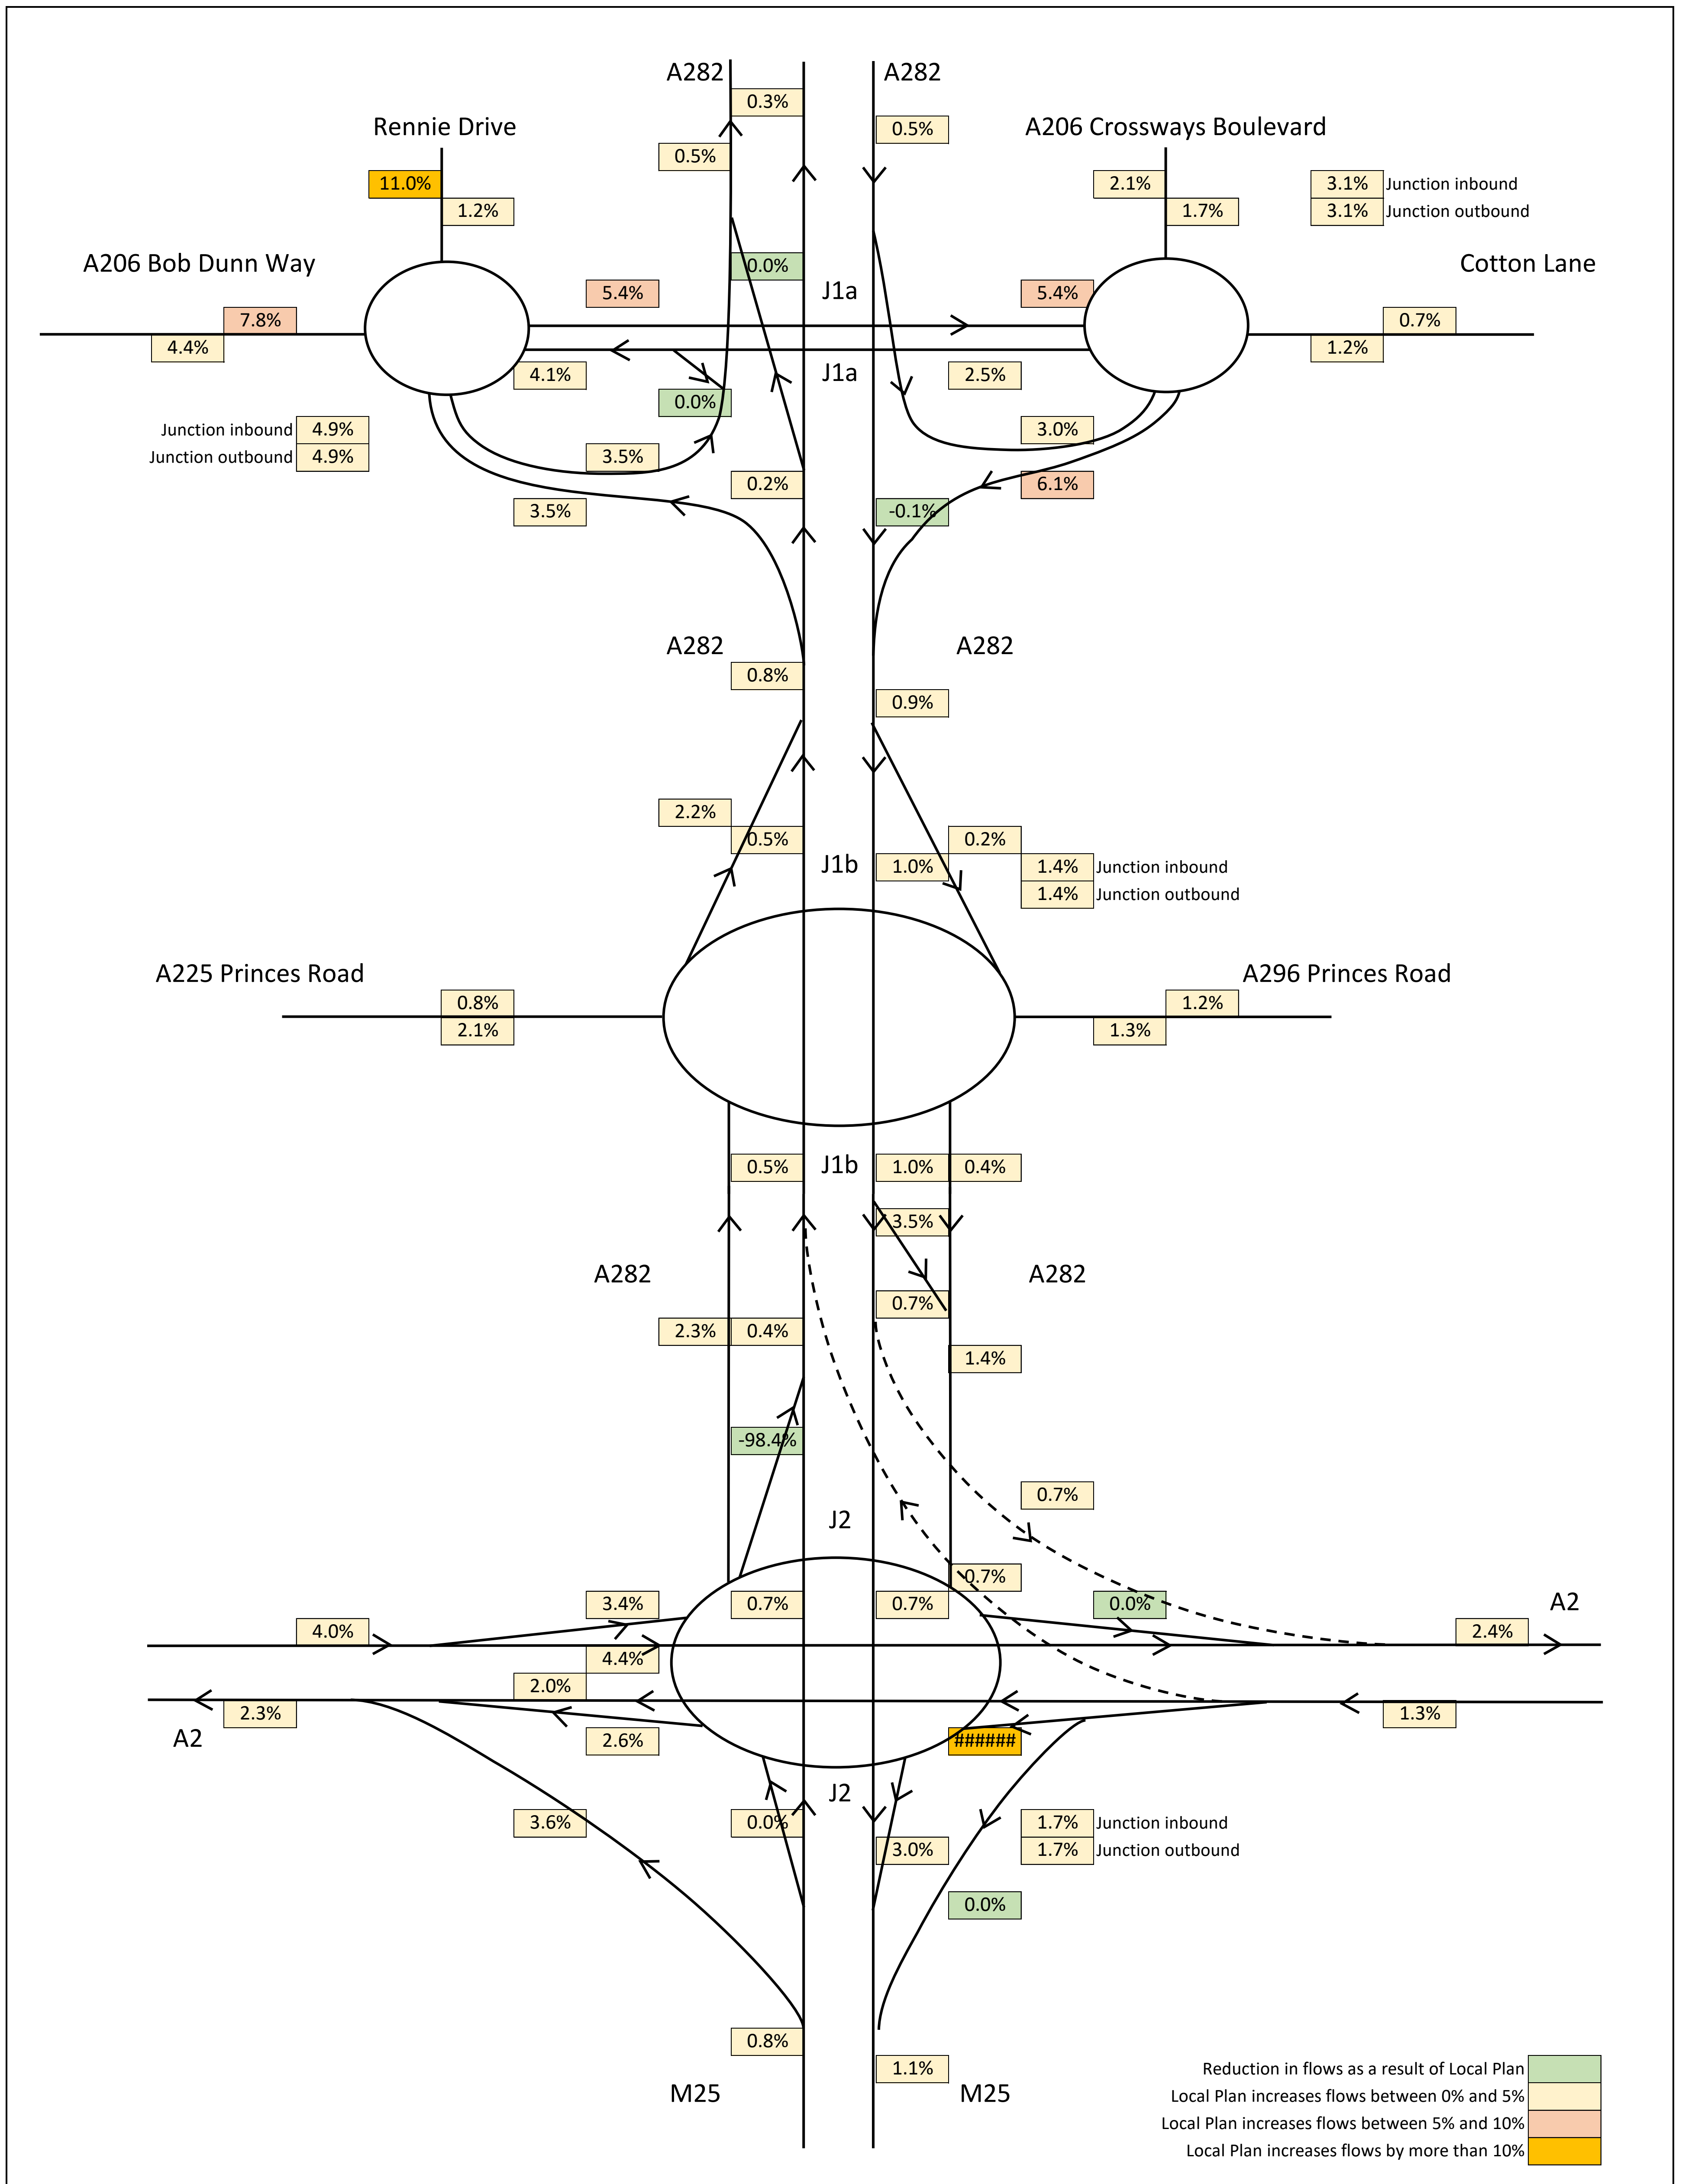 A282
A282
0.3%
0.5%
Rennie Drive
A206 Crossways Boulevard
0.5%
11.0%
2.1%
3.1% Junction inbound
1.2%
1.7%
3.1% Junction outbound
A206 Bob Dunn Way
0.0%
Cotton Lane
5.4%
J1a
5.4%
7.8%
0.7%
4.4%
1.2%
4.1%
J1a
2.5%
0.0%
Junction inbound 4.9%
3.0%
Junction outbound 4.9%
3.5%
0.2%
6.1%
3.5%
-0.1%
A282
A282
0.8%
0.9%
2.2%
0.5%
0.2%
J1b
1.0%
1.4% Junction inbound
1.4% Junction outbound
A225 Princes Road
A296 Princes Road
0.8%
1.2%
2.1%
1.3%
0.5%
J1b
1.0%
0.4%
3.5%
A282
A282
0.7%
2.3%
0.4%
1.4%
-98.4%
0.7%
J2
0.7%
3.4%
0.7%
0.7%
0.0%
A2
4.0%
2.4%
4.4%
2.0%
2.3%
1.3%
A2
2.6%
######
J2
3.6%
0.0%
1.7% Junction inbound
3.0%
1.7% Junction outbound
0.0%
0.8%
1.1%
M25
M25
Reduction in flows as a result of Local Plan
Local Plan increases flows between 0% and 5%
Local Plan increases flows between 5% and 10%
Local Plan increases flows by more than 10%